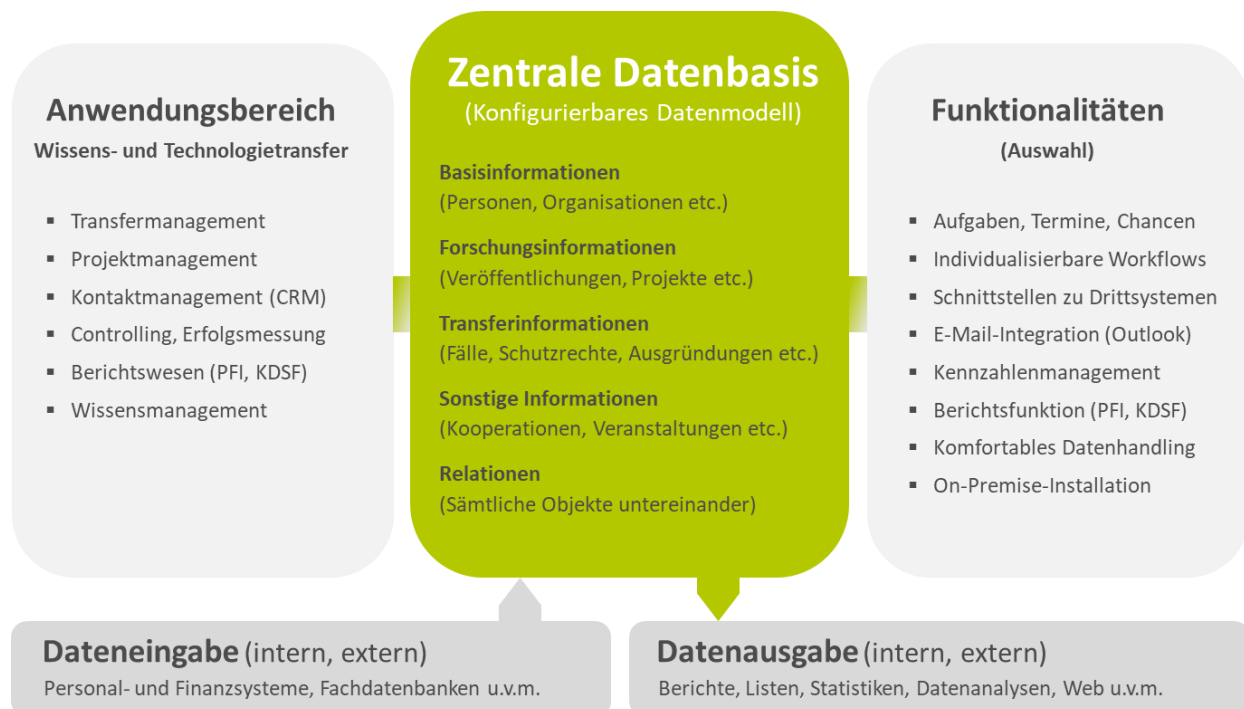 Anwendungsbereich
Wissens- und Technologietransfer
▪ Transfermanagement
▪ Projektmanagement
▪ Kontaktmanagement (CRM)
▪ Controlling, Erfolgsmessung
▪ Berichtswesen (PFI, KDSF)
▪ Wissensmanagement
Zentrale Datenbasis
(Konfigurierbares Datenmodell)
Basisinformationen
(Personen, Organisationen etc.)
Forschungsinformationen
(Veröffentlichungen, Projekte etc.)
Transferinformationen
(Fälle, Schutzrechte, Ausgründungen etc.)
Sonstige Informationen
(Kooperationen, Veranstaltungen etc.)
Relationen
(Sämtliche Objekte untereinander)
Funktionalitäten
(Auswahl)
▪ Aufgaben, Termine, Chancen
▪ Individualisierbare Workflows
▪ Schnittstellen zu Drittsystemen
▪ E-Mail-Integration (Outlook)
▪ Kennzahlenmanagement
▪ Berichtsfunktion (PFI, KDSF)
▪ Komfortables Datenhandling
▪ On-Premise-Installation
Dateneingabe (intern, extern)
Personal- und Finanzsysteme, Fachdatenbanken u.v.m.
Datenausgabe (intern, extern)
Berichte, Listen, Statistiken, Datenanalysen, Web u.v.m.